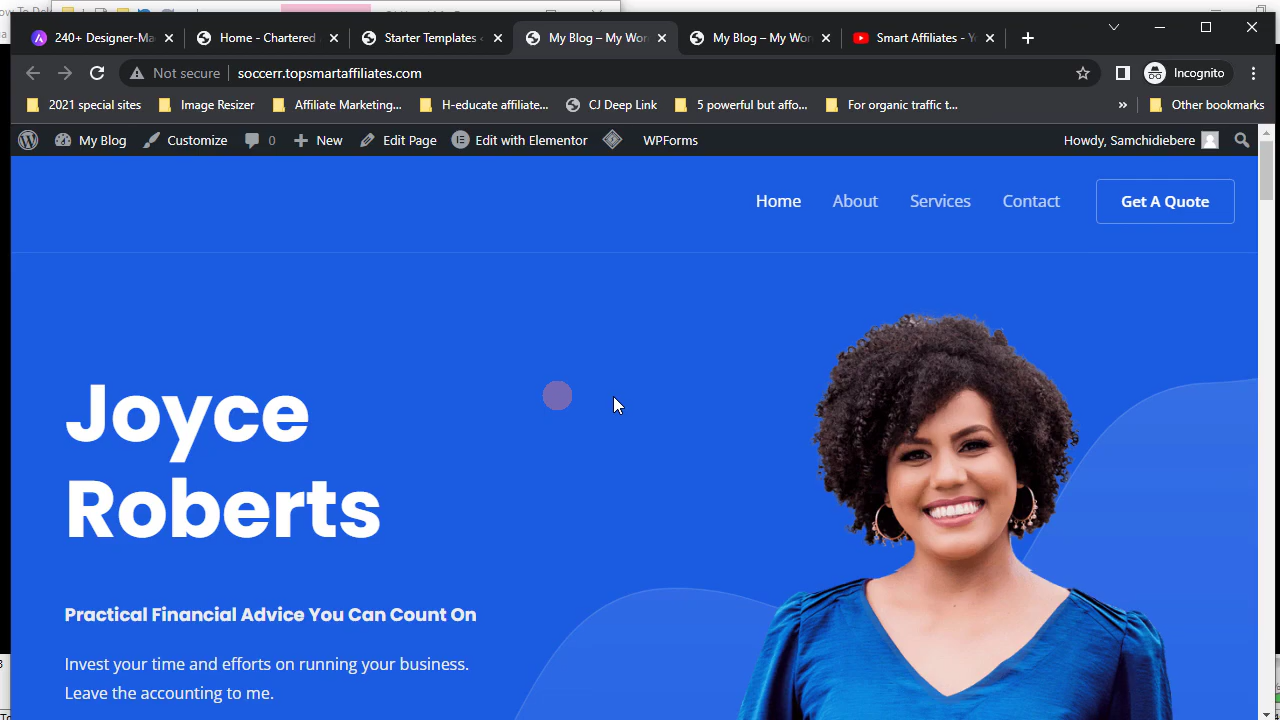 240+ Designer-Ma
Home - Chartered
Starter Templates
My Blog – My Wor
My Blog – My Wor
Smart Affiliates - Y
Not secure
soccerr.topsmartaffiliates.com
Incognito
2021 special sites
Image Resizer
Affiliate Marketing...
H-educate affiliate...
CJ Deep Link
5 powerful but affo...
For organic traffic t...
»
Other bookmarks
My Blog
Customize
0
New
Edit Page
Edit with Elementor
WPForms
Howdy, Samchidiebere
Home
About
Services
Contact
Get A Quote
Joyce
Roberts
Practical Financial Advice You Can Count On
Invest your time and efforts on running your business.
Leave the accounting to me.